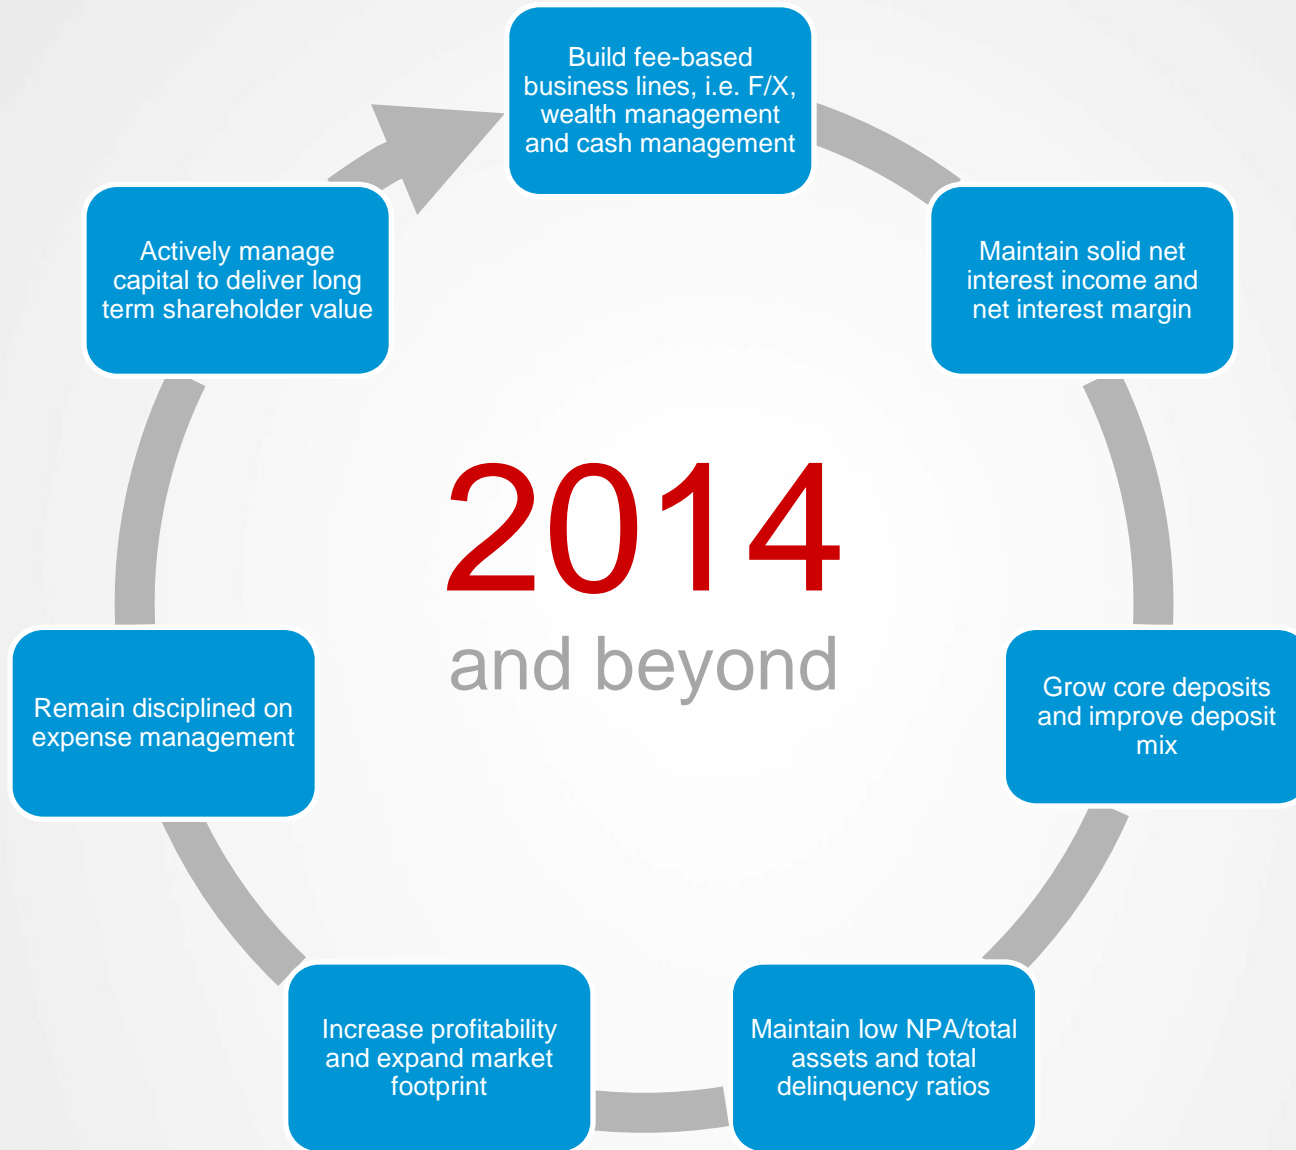 Build fee-based
business lines, i.e. F/X,
wealth management
and cash management
Maintain solid net
interest income and
net interest margin
Grow core deposits
and improve deposit
mix
Maintain low NPA/total
assets and total
delinquency ratios
Increase profitability
and expand market
footprint
Remain disciplined on
expense management
Actively manage
capital to deliver long
term shareholder value
2014
and beyond